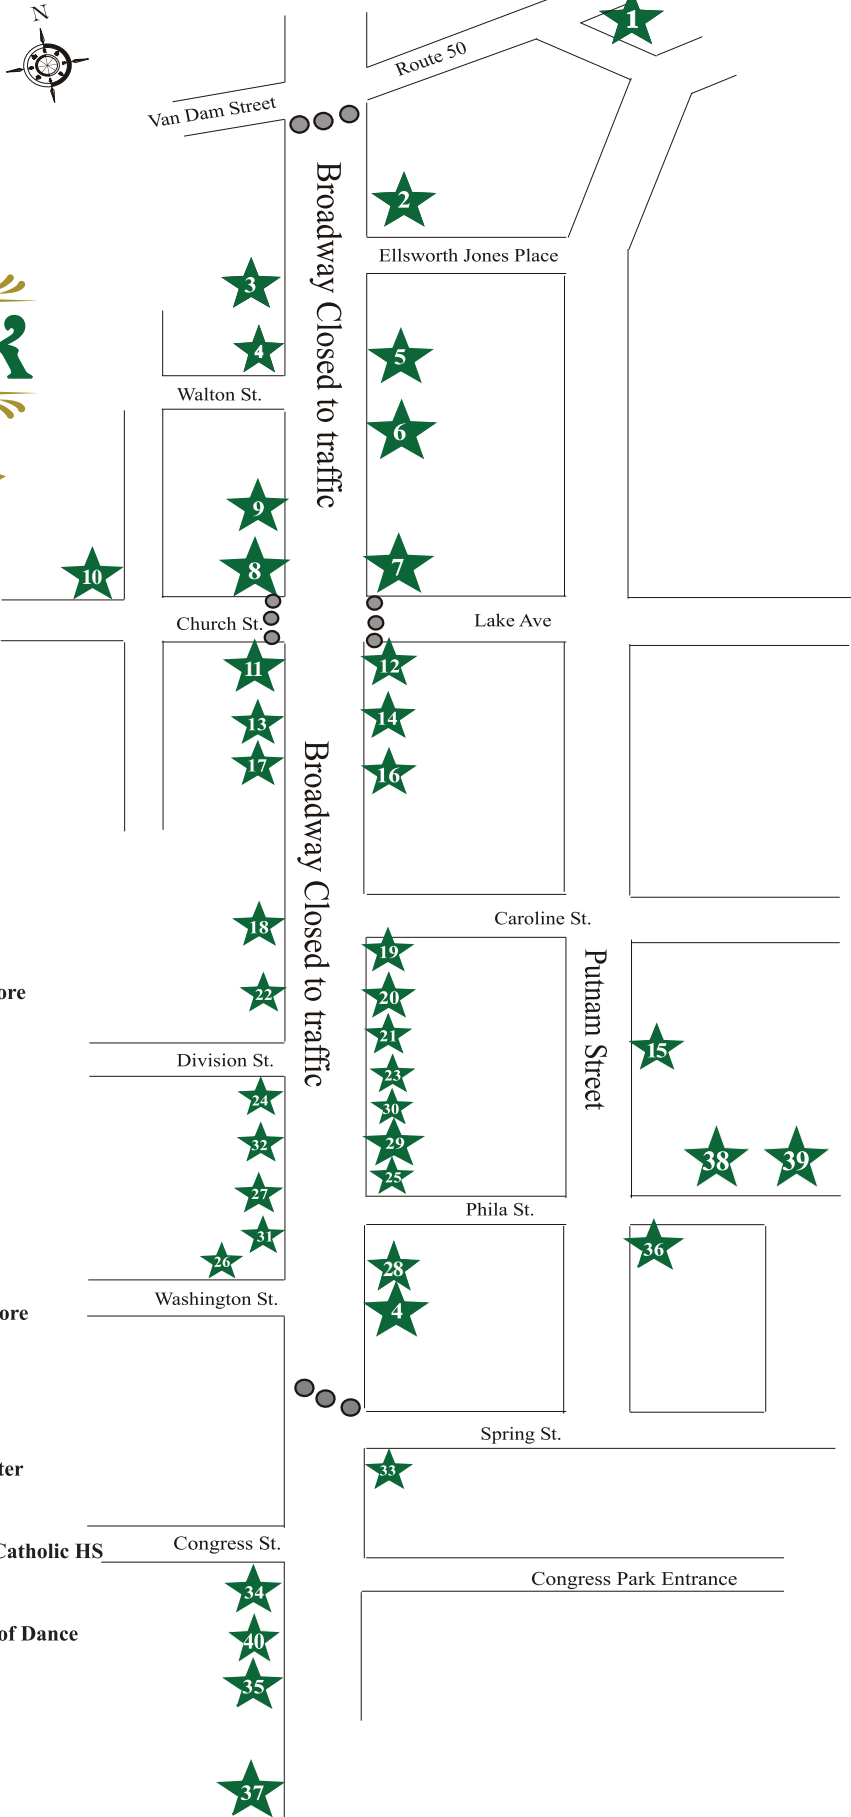 N
1
Route 50
Van Dam Street
Broadway Closed to traffic
2
Ellsworth Jones Place
3
4
5
Walton St.
6
9
8
7
10
Church St.
Lake Ave
11
12
13
14
17
16
Broadway Closed to traffic
18
Caroline St.
19
Putnam Street
22
20
ore
21
15
Division St.
23
24
30
32
29
38
39
25
27
Phila St.
31
36
26
28
Washington St.
4
ore
Spring St.
ter
33
Congress St.
Catholic HS
Congress Park Entrance
34
of Dance
40
35
37